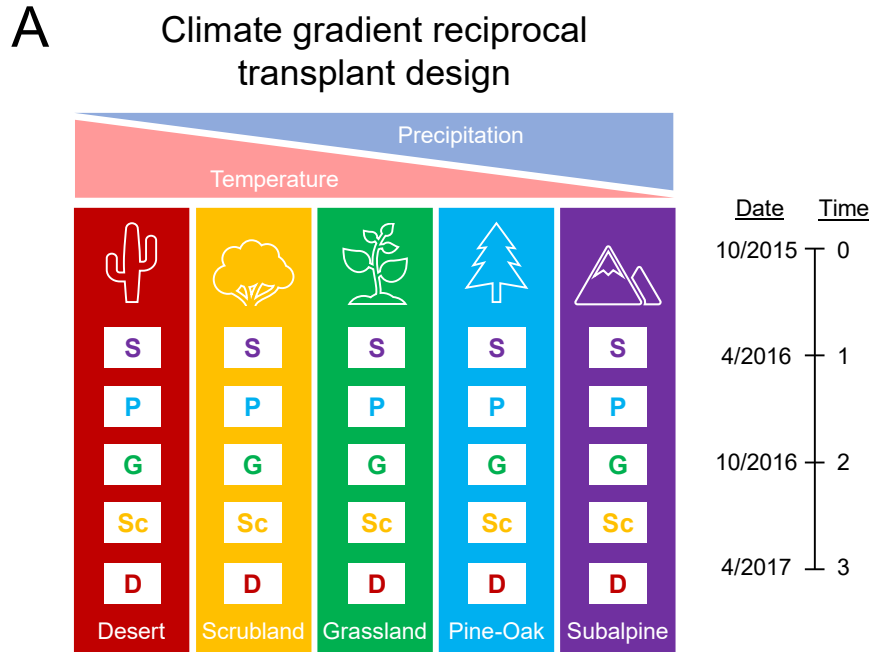 A
Climate gradient reciprocal
transplant design
Precipitation
Temperature
Date Time
10/2015 0
4/2016 1
10/2016 2
4/2017 3
S S S S S
P P P P P
G G G G G
Sc Sc Sc Sc Sc
D D D D D
Desert Scrubland Grassland Pine-Oak Subalpine